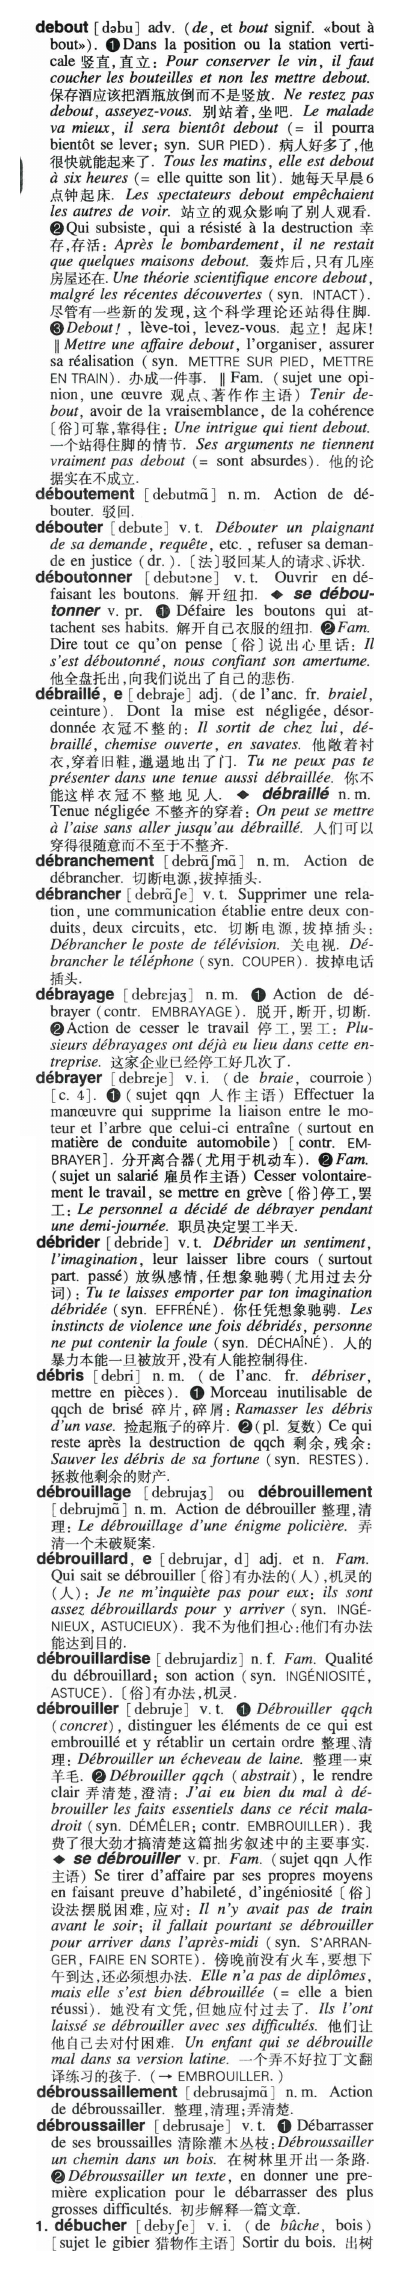 debout [dəbu] adv. (de, et bout signif. «bout à
bout»). ❶Dans la position ou la station verti-
cale 竖直,直立: Pour conserver le vin, il faut
coucher les bouteilles et non les mettre debout.
保存酒应该把酒瓶放倒而不是竖放. Ne restez pas
debout, asseyez-vous. 别站着,坐吧. Le malade
va mieux, il sera bientôt debout (= il pourra
bientôt se lever; syn. SUR PIED). 病人好多了,他
很快就能起来了. Tous les matins, elle est debout
à six heures (= elle quitte son lit). 她每天早晨6
点钟起床. Les spectateurs debout empêchaient
les autres de voir. 站立的观众影响了别人观看.
❷Qui subsiste, qui a résisté à la destruction 幸
存,存活: Après le bombardement, il ne restait
que quelques maisons debout. 轰炸后,只有几座
房屋还在. Une théorie scientifique encore debout,
malgré les récentes découvertes (syn. INTACT).
尽管有一些新的发现,这个科学理论还站得住脚.
❸Debout! , lève-toi, levez-vous. 起立! 起床!
‖ Mettre une affaire debout, l'organiser, assurer
sa réalisation (syn. METTRE SUR PIED, METTRE
EN TRAIN). 办成一件事. ‖ Fam. (sujet une opi-
nion, une œuvre 观点、著作作主语) Tenir de-
bout, avoir de la vraisemblance, de la cohérence
〔俗〕可靠,靠得住: Une intrigue qui tient debout.
一个站得住脚的情节. Ses arguments ne tiennent
vraiment pas debout (= sont absurdes). 他的论
据实在不成立.
déboutement [debutmɑ̃] n. m. Action de dé-
bouter. 驳回.
débouter [debute] v. t. Débouter un plaignant
de sa demande, requête, etc. , refuser sa deman-
de en justice (dr.). 〔法〕驳回某人的请求、诉状.
déboutonner [debutɔne] v. t. Ouvrir en dé-
faisant les boutons. 解开纽扣. ◆ se débou-
tonner v. pr. ❶ Défaire les boutons qui at-
tachent ses habits. 解开自己衣服的纽扣. ❷Fam.
Dire tout ce qu'on pense 〔俗〕说出心里话: Il
s'est déboutonné, nous confiant son amertume.
他全盘托出,向我们说出了自己的悲伤.
débraillé, e [debraje] adj. (de l'anc. fr. braiel,
ceinture). Dont la mise est négligée, désor-
donnée 衣冠不整的: Il sortit de chez lui, dé-
braillé, chemise ouverte, en savates. 他敞着衬
衣,穿着旧鞋,邋遢地出了门. Tu ne peux pas te
présenter dans une tenue aussi débraillée. 你不
能这样衣冠不整地见人. ◆ débraillé n. m.
Tenue négligée 不整齐的穿着: On peut se mettre
à l'aise sans aller jusqu'au débraillé. 人们可以
穿得很随意而不至于不整齐.
débranchement [debrɑ̃ʃmɑ̃] n. m. Action de
débrancher. 切断电源,拔掉插头.
débrancher [debrɑ̃ʃe] v. t. Supprimer une rela-
tion, une communication établie entre deux con-
duits, deux circuits, etc. 切断电源,拔掉插头:
Débrancher le poste de télévision. 关电视. Dé-
brancher le téléphone (syn. COUPER). 拔掉电话
插头.
débrayage [debrɛjaʒ] n. m. ❶ Action de dé-
brayer (contr. EMBRAYAGE). 脱开,断开,切断.
❷Action de cesser le travail 停工,罢工: Plu-
sieurs débrayages ont déjà eu lieu dans cette en-
treprise. 这家企业已经停工好几次了.
débrayer [debrɛje] v. i. (de braie, courroie)
[c. 4]. ❶(sujet qqn 人作主语) Effectuer la
manœuvre qui supprime la liaison entre le mo-
teur et l'arbre que celui-ci entraîne (surtout en
matière de conduite automobile) [contr. EM-
BRAYER]. 分开离合器(尤用于机动车). ❷Fam.
(sujet un salarié 雇员作主语) Cesser volontaire-
ment le travail, se mettre en grève 〔俗〕停工,罢
工: Le personnel a décidé de débrayer pendant
une demi-journée. 职员决定罢工半天.
débrider [debride] v. t. Débrider un sentiment,
l'imagination, leur laisser libre cours (surtout
part. passé) 放纵感情,任想象驰骋(尤用过去分
词): Tu te laisses emporter par ton imagination
débridée (syn. EFFRÉNÉ). 你任凭想象驰骋. Les
instincts de violence une fois débridés, personne
ne put contenir la foule (syn. DÉCHAÎNÉ). 人的
暴力本能一旦被放开,没有人能控制得住.
débris [debri] n. m. (de l'anc. fr. débriser,
mettre en pièces). ❶ Morceau inutilisable de
qqch de brisé 碎片,碎屑: Ramasser les débris
d'un vase. 捡起瓶子的碎片. ❷(pl. 复数) Ce qui
reste après la destruction de qqch 剩余,残余:
Sauver les débris de sa fortune (syn. RESTES).
拯救他剩余的财产.
débrouillage [debrujaʒ] ou débrouillement
[debrujmɑ̃] n. m. Action de débrouiller 整理,清
理: Le débrouillage d'une énigme policière. 弄
清一个未破疑案.
débrouillard, e [debrujar, d] adj. et n. Fam.
Qui sait se débrouiller 〔俗〕有办法的(人),机灵的
(人): Je ne m'inquiète pas pour eux: ils sont
assez débrouillards pour y arriver (syn. INGÉ-
NIEUX, ASTUCIEUX). 我不为他们担心:他们有办法
能达到目的.
débrouillardise [debrujardiz] n. f. Fam. Qualité
du débrouillard; son action (syn. INGÉNIOSITÉ,
ASTUCE). 〔俗〕有办法,机灵.
débrouiller [debruje] v. t. ❶ Débrouiller qqch
(concret), distinguer les éléments de ce qui est
embrouillé et y rétablir un certain ordre 整理、清
理: Débrouiller un écheveau de laine. 整理一束
羊毛. ❷Débrouiller qqch (abstrait), le rendre
clair 弄清楚,澄清: J'ai eu bien du mal à dé-
brouiller les faits essentiels dans ce récit mala-
droit (syn. DÉMÊLER; contr. EMBROUILLER). 我
费了很大劲才搞清楚这篇拙劣叙述中的主要事实.
◆ se débrouiller v. pr. Fam. (sujet qqn 人作
主语) Se tirer d'affaire par ses propres moyens
en faisant preuve d'habileté, d'ingéniosité 〔俗〕
设法摆脱困难,应对: Il n'y avait pas de train
avant le soir; il fallait pourtant se débrouiller
pour arriver dans l'après-midi (syn. S'ARRAN-
GER, FAIRE EN SORTE). 傍晚前没有火车,要想下
午到达,还必须想办法. Elle n'a pas de diplômes,
mais elle s'est bien débrouillée (= elle a bien
réussi). 她没有文凭,但她应付过去了. Ils l'ont
laissé se débrouiller avec ses difficultés. 他们让
他自己去对付困难. Un enfant qui se débrouille
mal dans sa version latine. 一个弄不好拉丁文翻
译练习的孩子. (→ EMBROUILLER.)
débroussaillement [debrusajmɑ̃] n. m. Action
de débroussailler. 整理,清理;弄清楚.
débroussailler [debrusaje] v. t. ❶ Débarrasser
de ses broussailles 清除灌木丛枝:Débroussailler
un chemin dans un bois. 在树林里开出一条路.
❷Débroussailler un texte, en donner une pre-
mière explication pour le débarrasser des plus
grosses difficultés. 初步解释一篇文章.
1. débucher [debyʃe] v. i. (de bûche, bois)
[sujet le gibier 猎物作主语] Sortir du bois. 出树